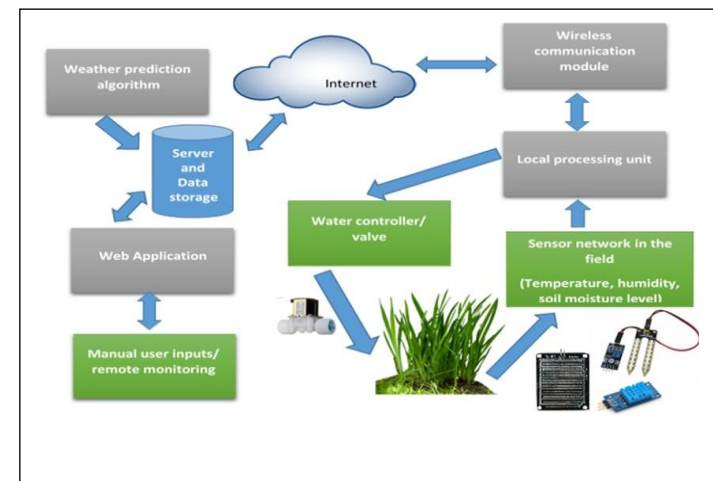 Weather prediction
algorithm
Internet
Wireless
communication
module
Server
and
Data
storage
Local processing unit
Water controller/
valve
Web Application
Sensor network in the
field
(Temperature, humidity,
soil moisture level)
Manual user inputs/
remote monitoring